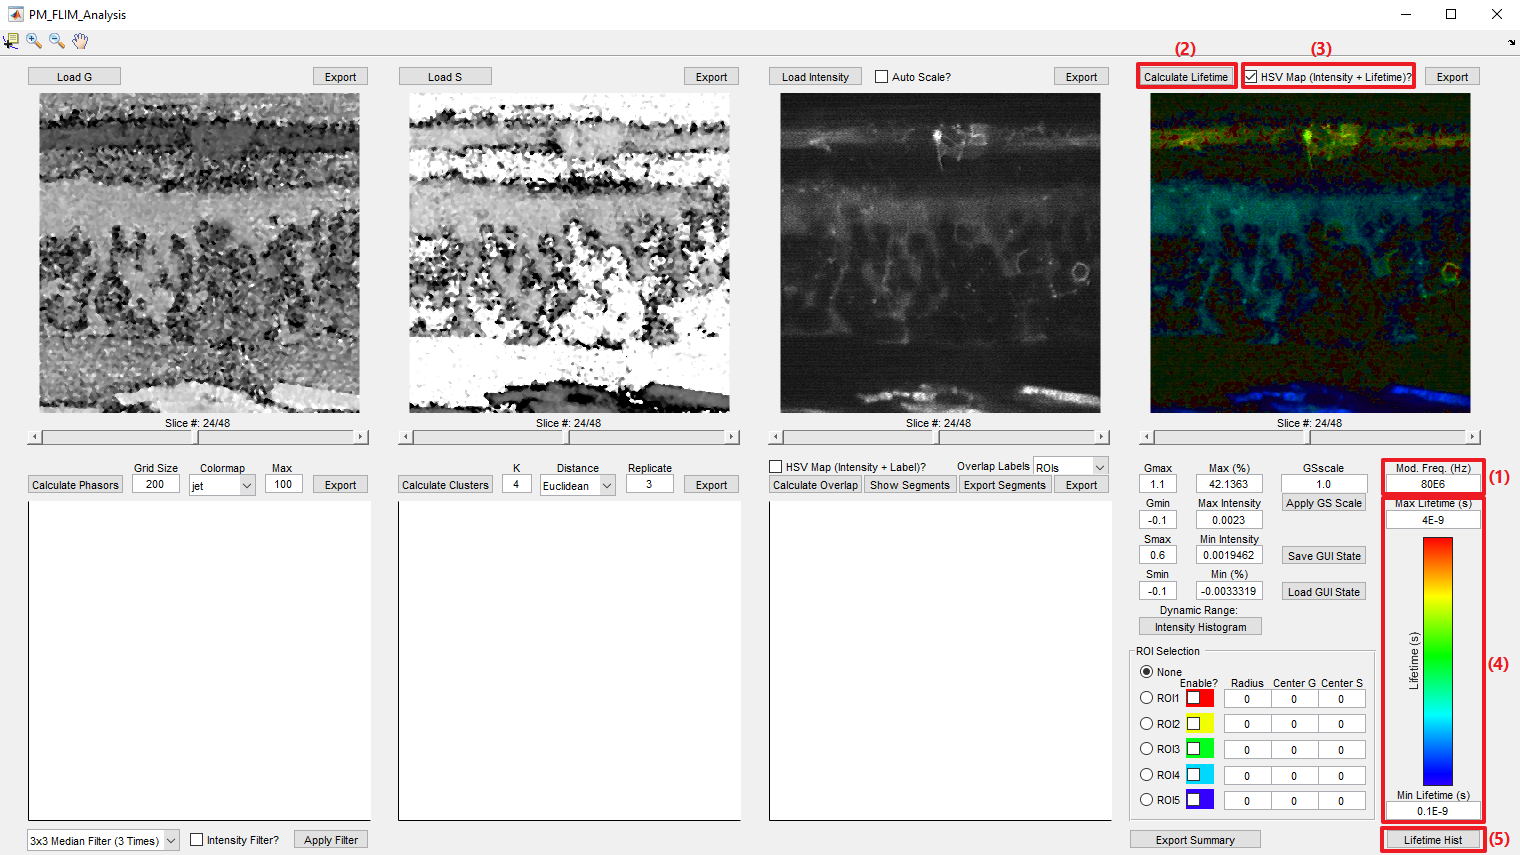 PM_FLIM_Analysis
(2)
(3)
Load G
Export
Load S
Export
Load Intensity
Auto Scale?
Export
Calculate Lifetime
HSV Map (Intensity + Lifetime)?
Export
Slice #: 24/48
Slice #: 24/48
Slice #: 24/48
Slice #: 24/48
Grid Size
Colormap
Max
Calculate Phasors
200
jet
100
Export
K
Distance
Replicate
Calculate Clusters
4
Euclidean
3
Export
HSV Map (Intensity + Label)?
Overlap Labels
ROIs
Calculate Overlap
Show Segments
Export Segments
Export
Gmax
Max (%)
GSscale
Mod. Freq. (Hz)
1.1
42.1363
1.0
80E6
(1)
Gmin
Max Intensity
Apply GS Scale
Max Lifetime (s)
-0.1
0.0023
4E-9
Smax
Min Intensity
0.6
0.0019462
Save GUI State
Smin
Min (%)
-0.1
-0.0033319
Load GUI State
Dynamic Range:
Intensity Histogram
Lifetime (s)
(4)
ROI Selection
None
Enable?
Radius
Center G
Center S
ROI1
0
0
0
ROI2
0
0
0
ROI3
0
0
0
ROI4
0
0
0
ROI5
0
0
0
Min Lifetime (s)
0.1E-9
3x3 Median Filter (3 Times)
Intensity Filter?
Apply Filter
Export Summary
Lifetime Hist
(5)